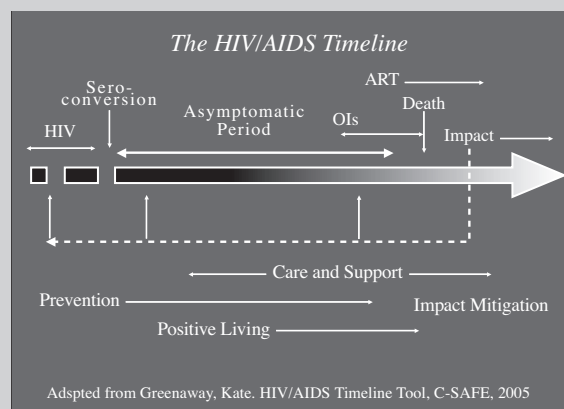 The HIV/AIDS Timeline
ART
Sero-
conversion
Death
Asymptomatic
Period
OIs
HIV
Impact
Care and Support
Prevention
Impact Mitigation
Positive Living
Adspted from Greenaway, Kate. HIV/AIDS Timeline Tool, C-SAFE, 2005